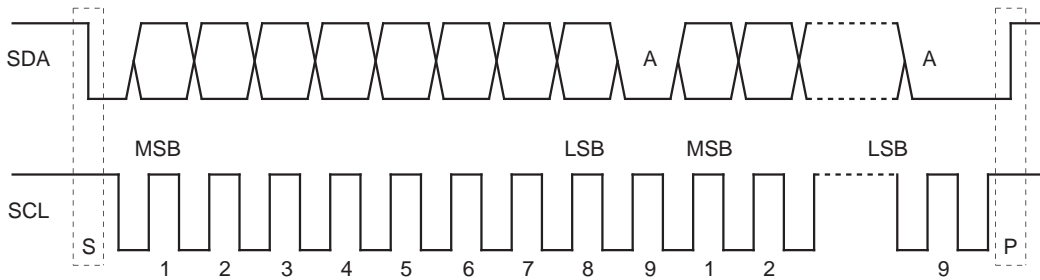 SDA A A
MSB LSB MSB LSB
SCL
S P
1 2 3 4 5 6 7 8 9 1 2 9